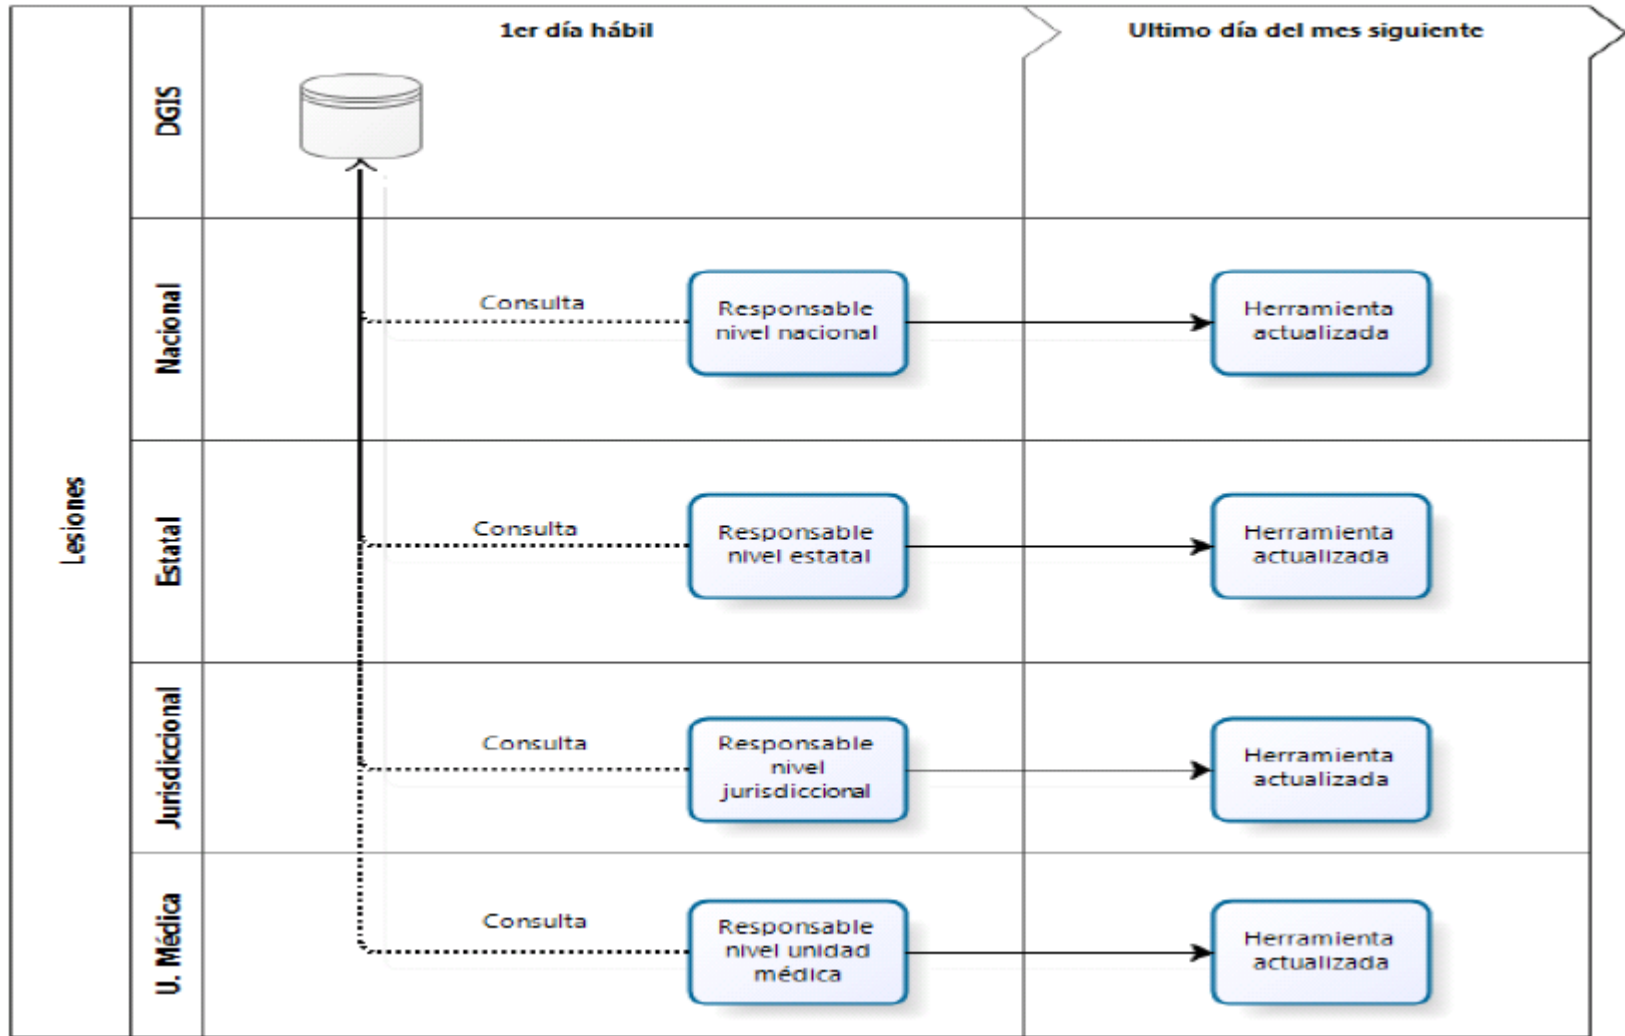 1er día hábil
Ultimo día del mes siguiente
Lesiones
DGIS
Nacional
Consulta
Responsable
nivel nacional
Herramienta
actualizada
Estatal
Consulta
Responsable
nivel estatal
Herramienta
actualizada
Jurisdiccional
Consulta
Responsable
nivel
jurisdiccional
Herramienta
actualizada
U. Médica
Consulta
Responsable
nivel unidad
médica
Herramienta
actualizada